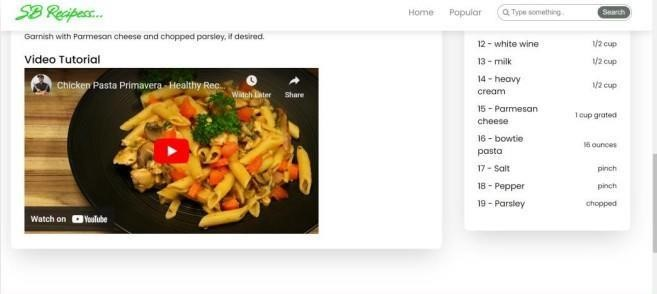 SB Recipess...
Home Popular Type something.. Search
Garnish with Parmesan cheese and chopped parsley, if desired.
Video Tutorial
Chicken Pasta Primavera - Healthy Rec...
Watch Later Share
Watch on YouTube
12 - white wine 1/2 cup
13 - milk 1/2 cup
14 - heavy
cream 1/2 cup
15 - Parmesan
cheese 1 cup grated
16 - bowtie
pasta 16 ounces
17 - Salt pinch
18 - Pepper pinch
19 - Parsley chopped